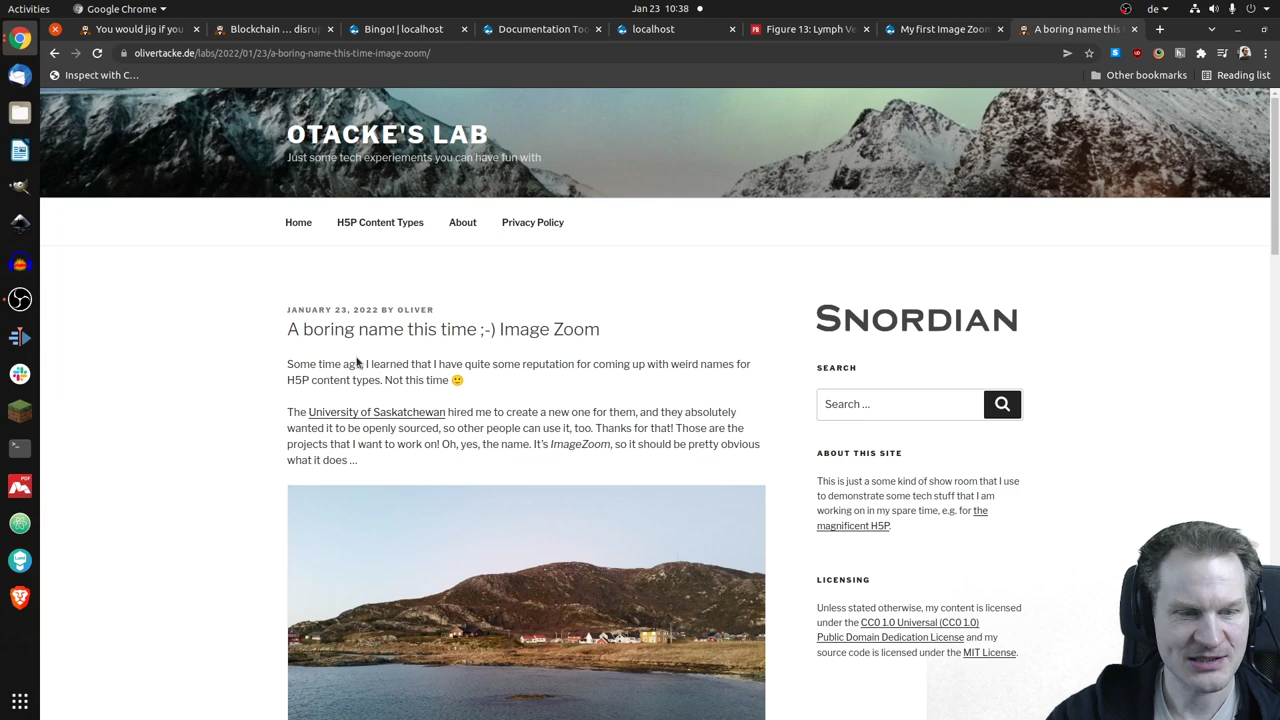 Activities
Google Chrome
Jan 23 10:38
de
You would jig if you
Blockchain … disrup
Bingo! | localhost
Documentation Too
localhost
Figure 13: Lymph Ve
My first Image Zoom
A boring name this
olivertacke.de/labs/2022/01/23/a-boring-name-this-time-image-zoom/
Inspect with C…
Other bookmarks
Reading list
OTACKE'S LAB
Just some tech experiements you can have fun with
Home
H5P Content Types
About
Privacy Policy
JANUARY 23, 2022 BY OLIVER
A boring name this time ;-) Image Zoom
Some time ago I learned that I have quite some reputation for coming up with weird names for
H5P content types. Not this time 🙂
The University of Saskatchewan hired me to create a new one for them, and they absolutely
wanted it to be openly sourced, so other people can use it, too. Thanks for that! Those are the
projects that I want to work on! Oh, yes, the name. It's ImageZoom, so it should be pretty obvious
what it does …
SNORDIAN
SEARCH
Search …
ABOUT THIS SITE
This is just a some kind of show room that I use
to demonstrate some tech stuff that I am
working on in my spare time, e.g. for the
magnificent H5P.
LICENSING
Unless stated otherwise, my content is licensed
under the CC0 1.0 Universal (CC0 1.0)
Public Domain Dedication License and my
source code is licensed under the MIT License.